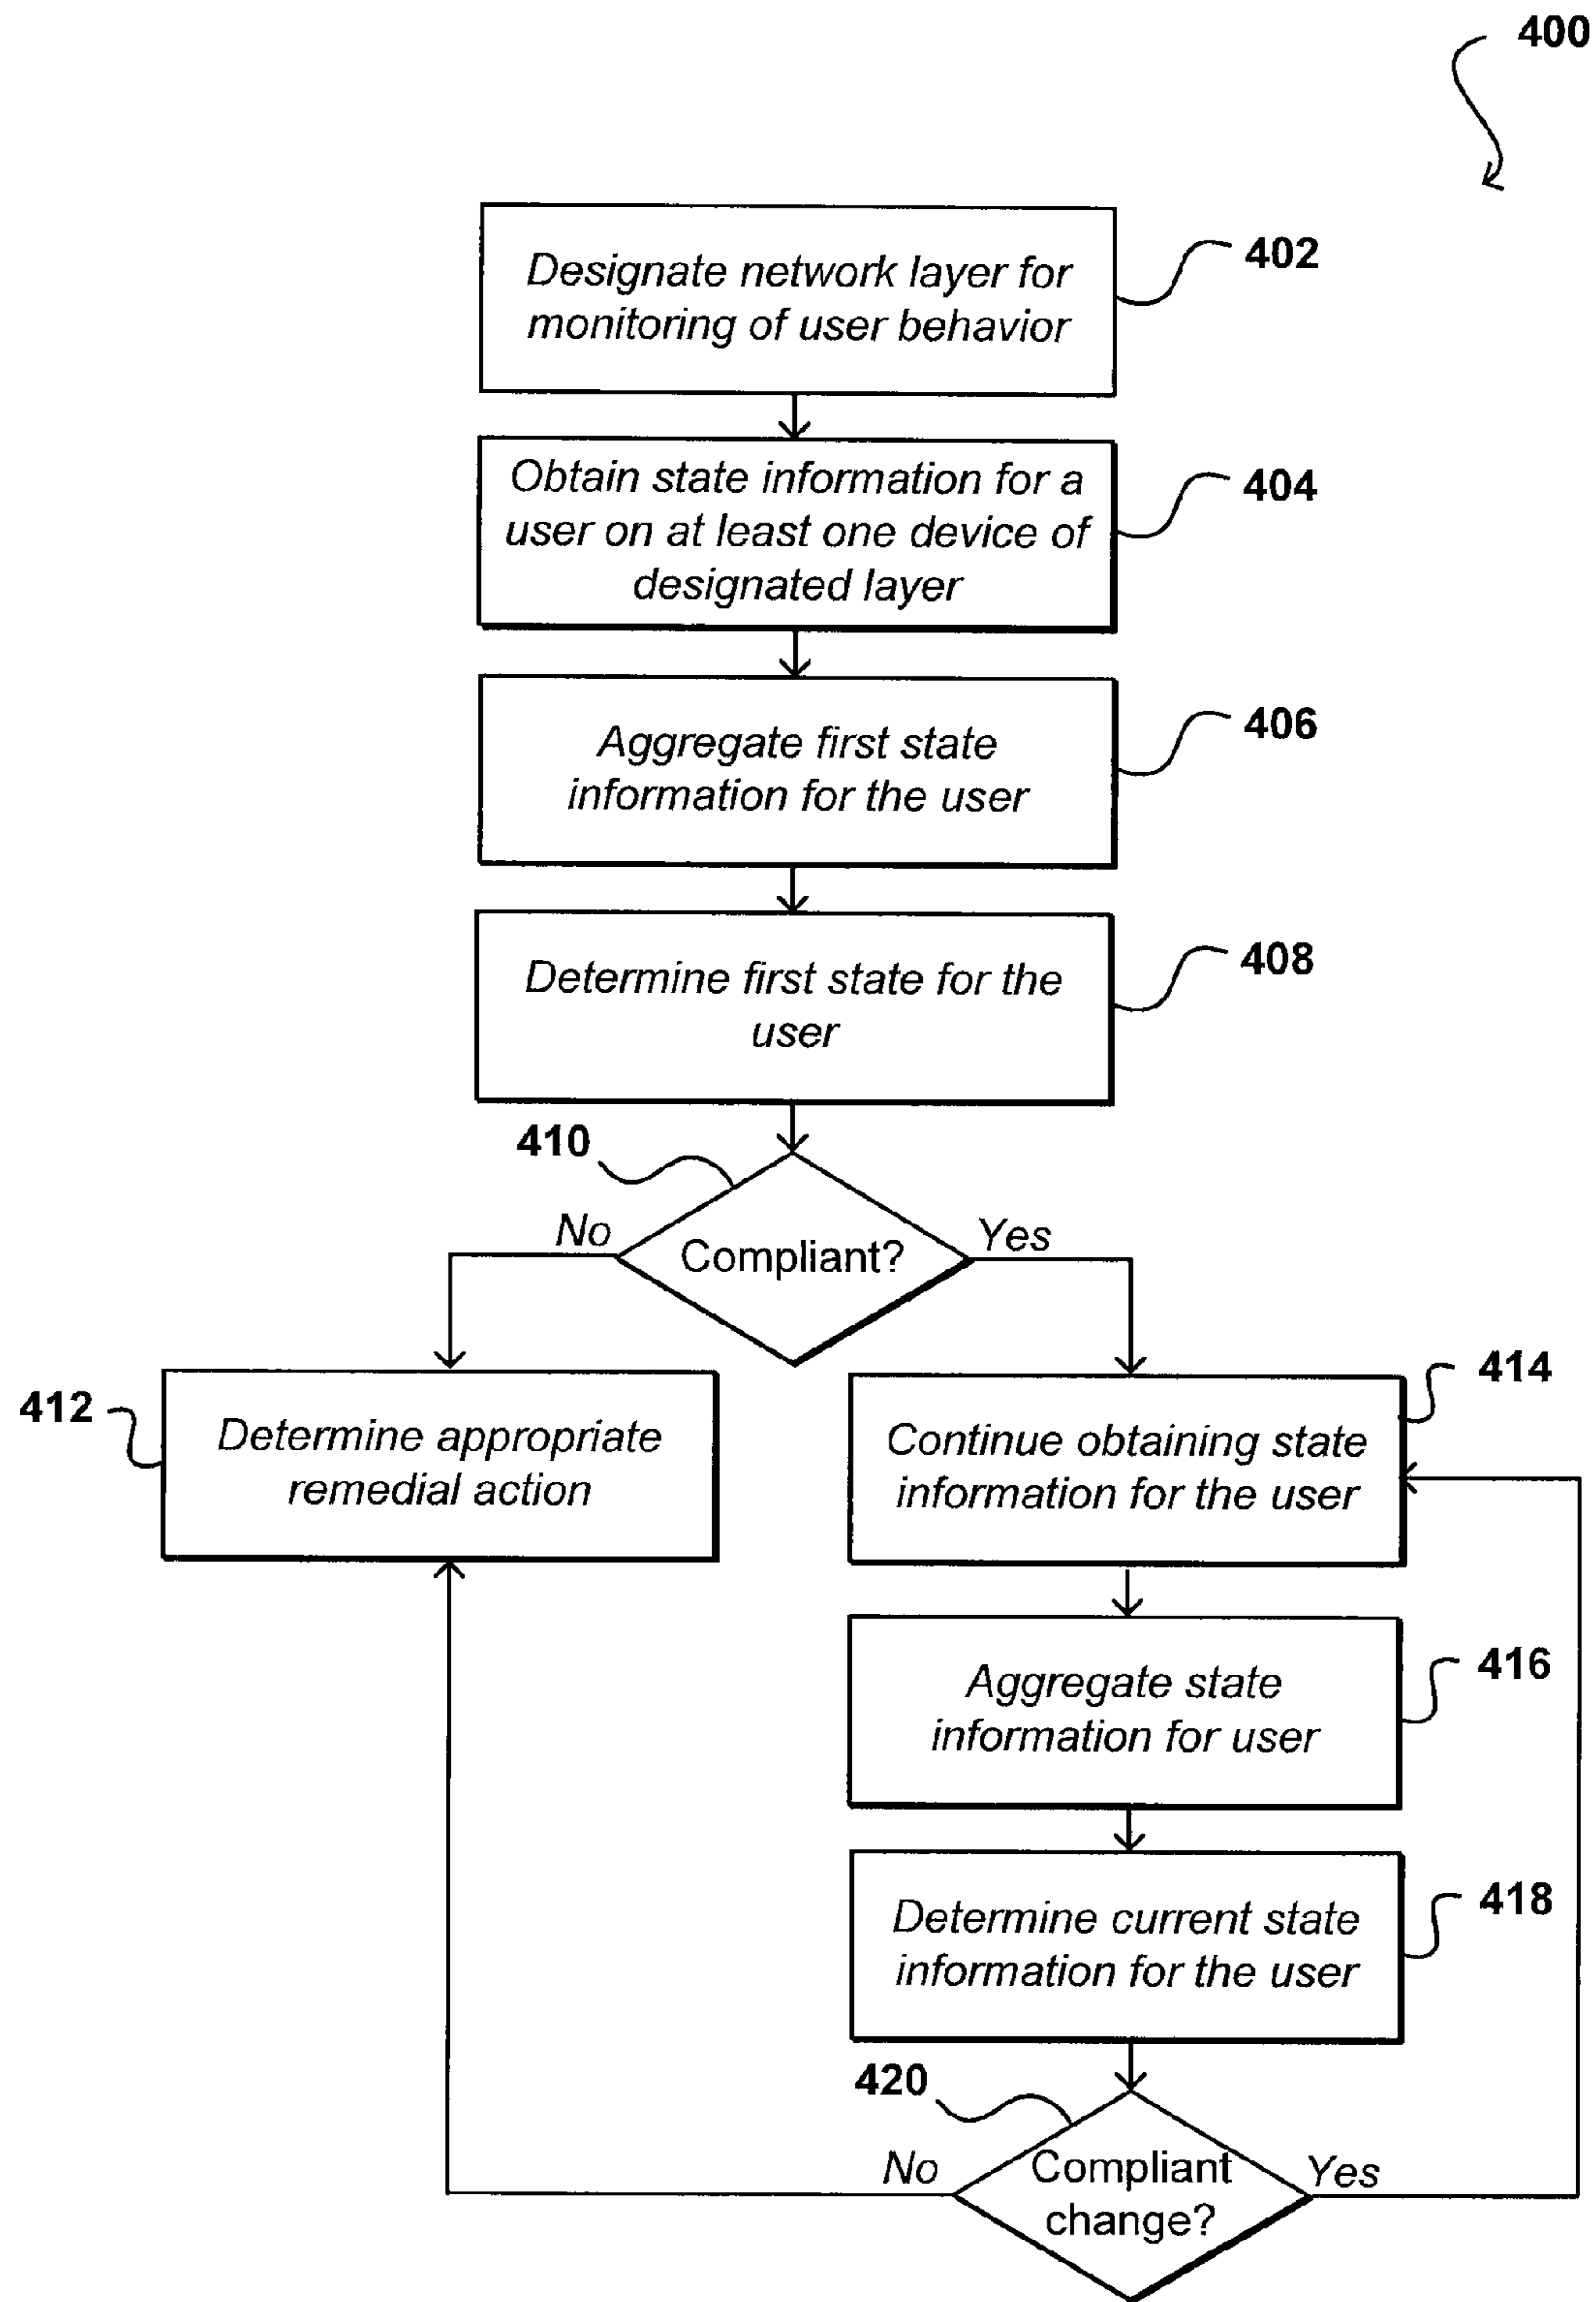 400
Designate network layer for
monitoring of user behavior
402
Obtain state information for a
user on at least one device of
designated layer
404
Aggregate first state
information for the user
406
Determine first state for the
user
408
410
No
Compliant?
Yes
412
Determine appropriate
remedial action
414
Continue obtaining state
information for the user
Aggregate state
information for user
416
Determine current state
information for the user
418
420
No
Compliant
change?
Yes